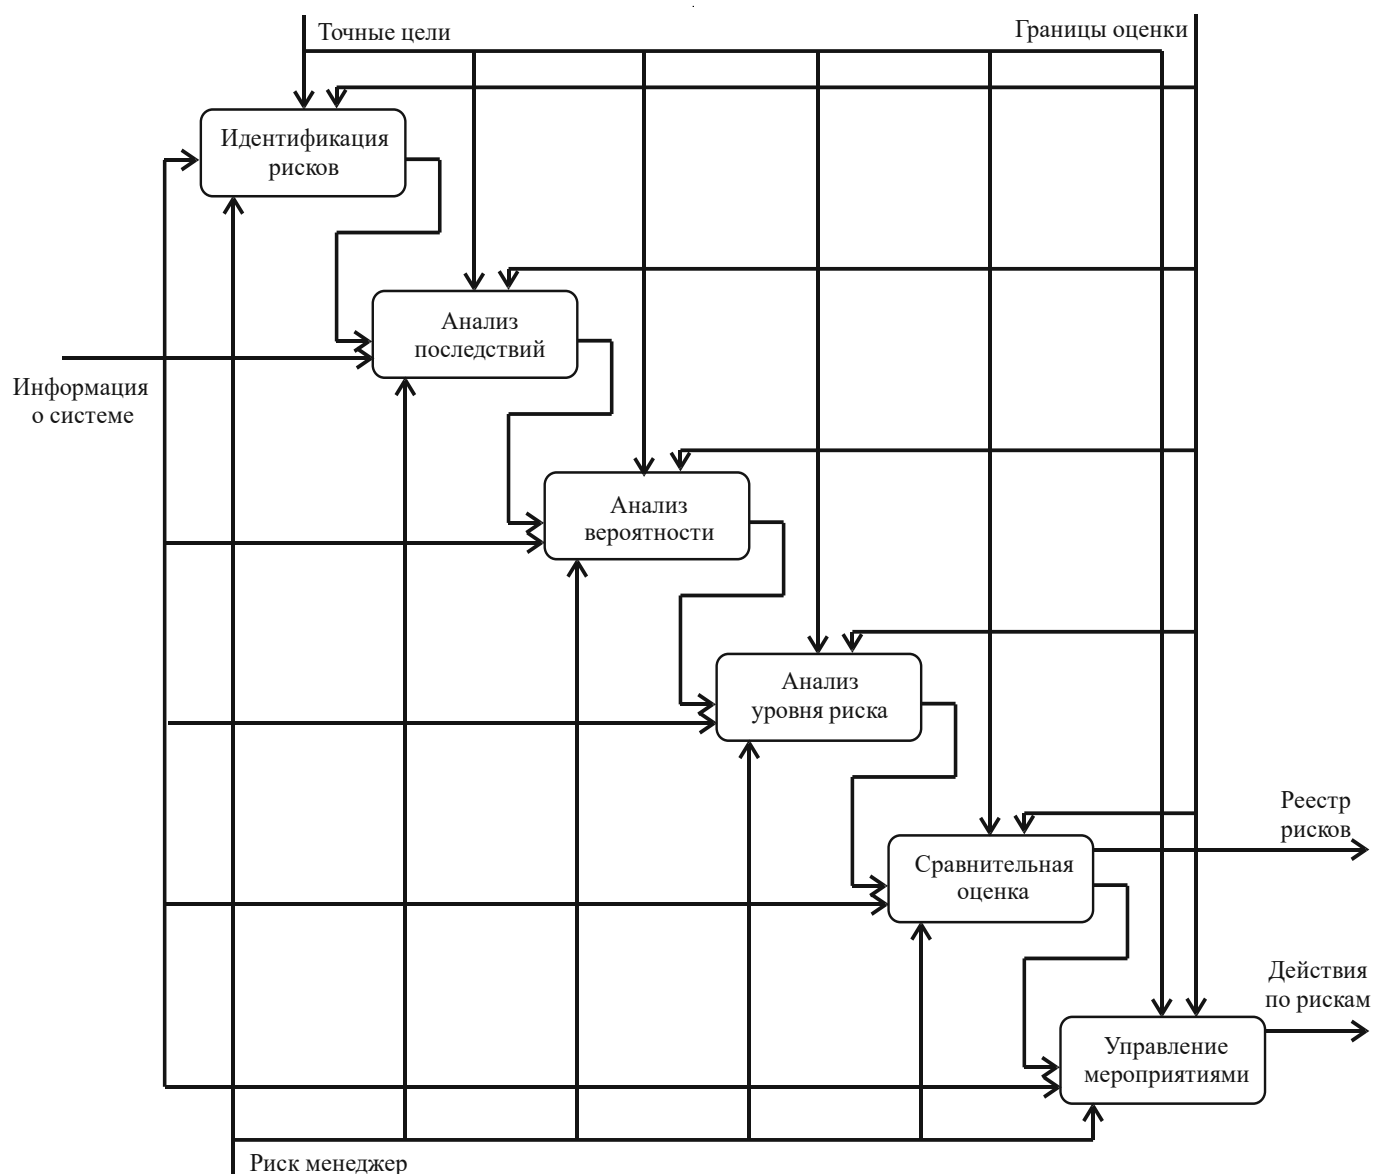 Точные цели
Границы оценки
Идентификация
рисков
Анализ
последствий
Информация
о системе
Анализ
вероятности
Анализ
уровня риска
Реестр
рисков
Сравнительная
оценка
Действия
по рискам
Управление
мероприятиями
Риск менеджер